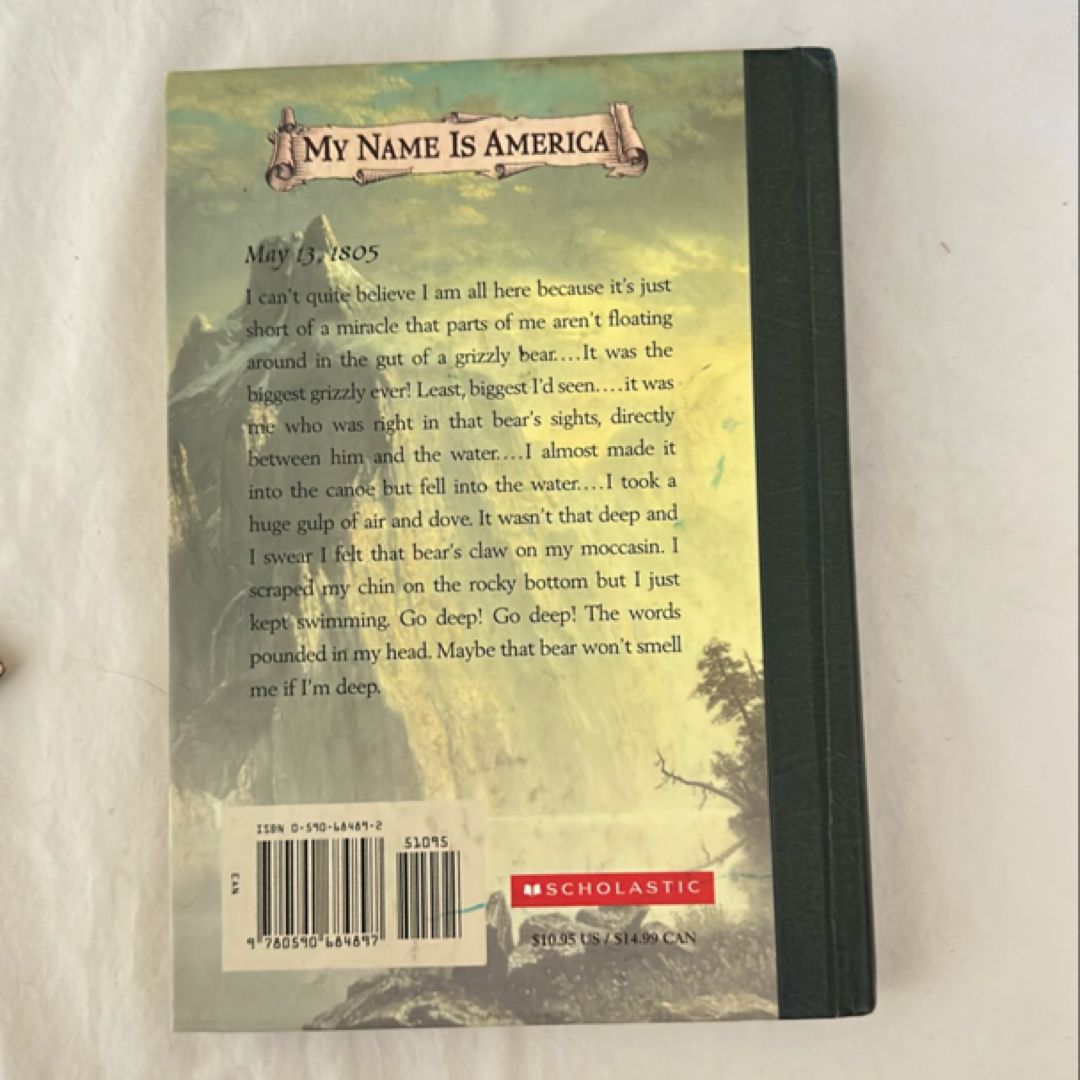 MY NAME IS AMERICA
May 13, 1805
I can't quite believe I am all here because it's just
short of a miracle that parts of me aren't floating
around in the gut of a grizzly bear....It was the
biggest grizzly ever! Least, biggest I'd seen....it was
me who was right in that bear's sights, directly
between him and the water....I almost made it
into the canoe but fell into the water....I took a
huge gulp of air and dove. It wasn't that deep and
I swear I felt that bear's claw on my moccasin. I
scraped my chin on the rocky bottom but I just
kept swimming. Go deep! Go deep! The words
pounded in my head. Maybe that bear won't smell
me if I'm deep.
ISBN 0-590-68489-2
51095
EAN
9 780590 684897
SCHOLASTIC
$10.95 US / $14.99 CAN